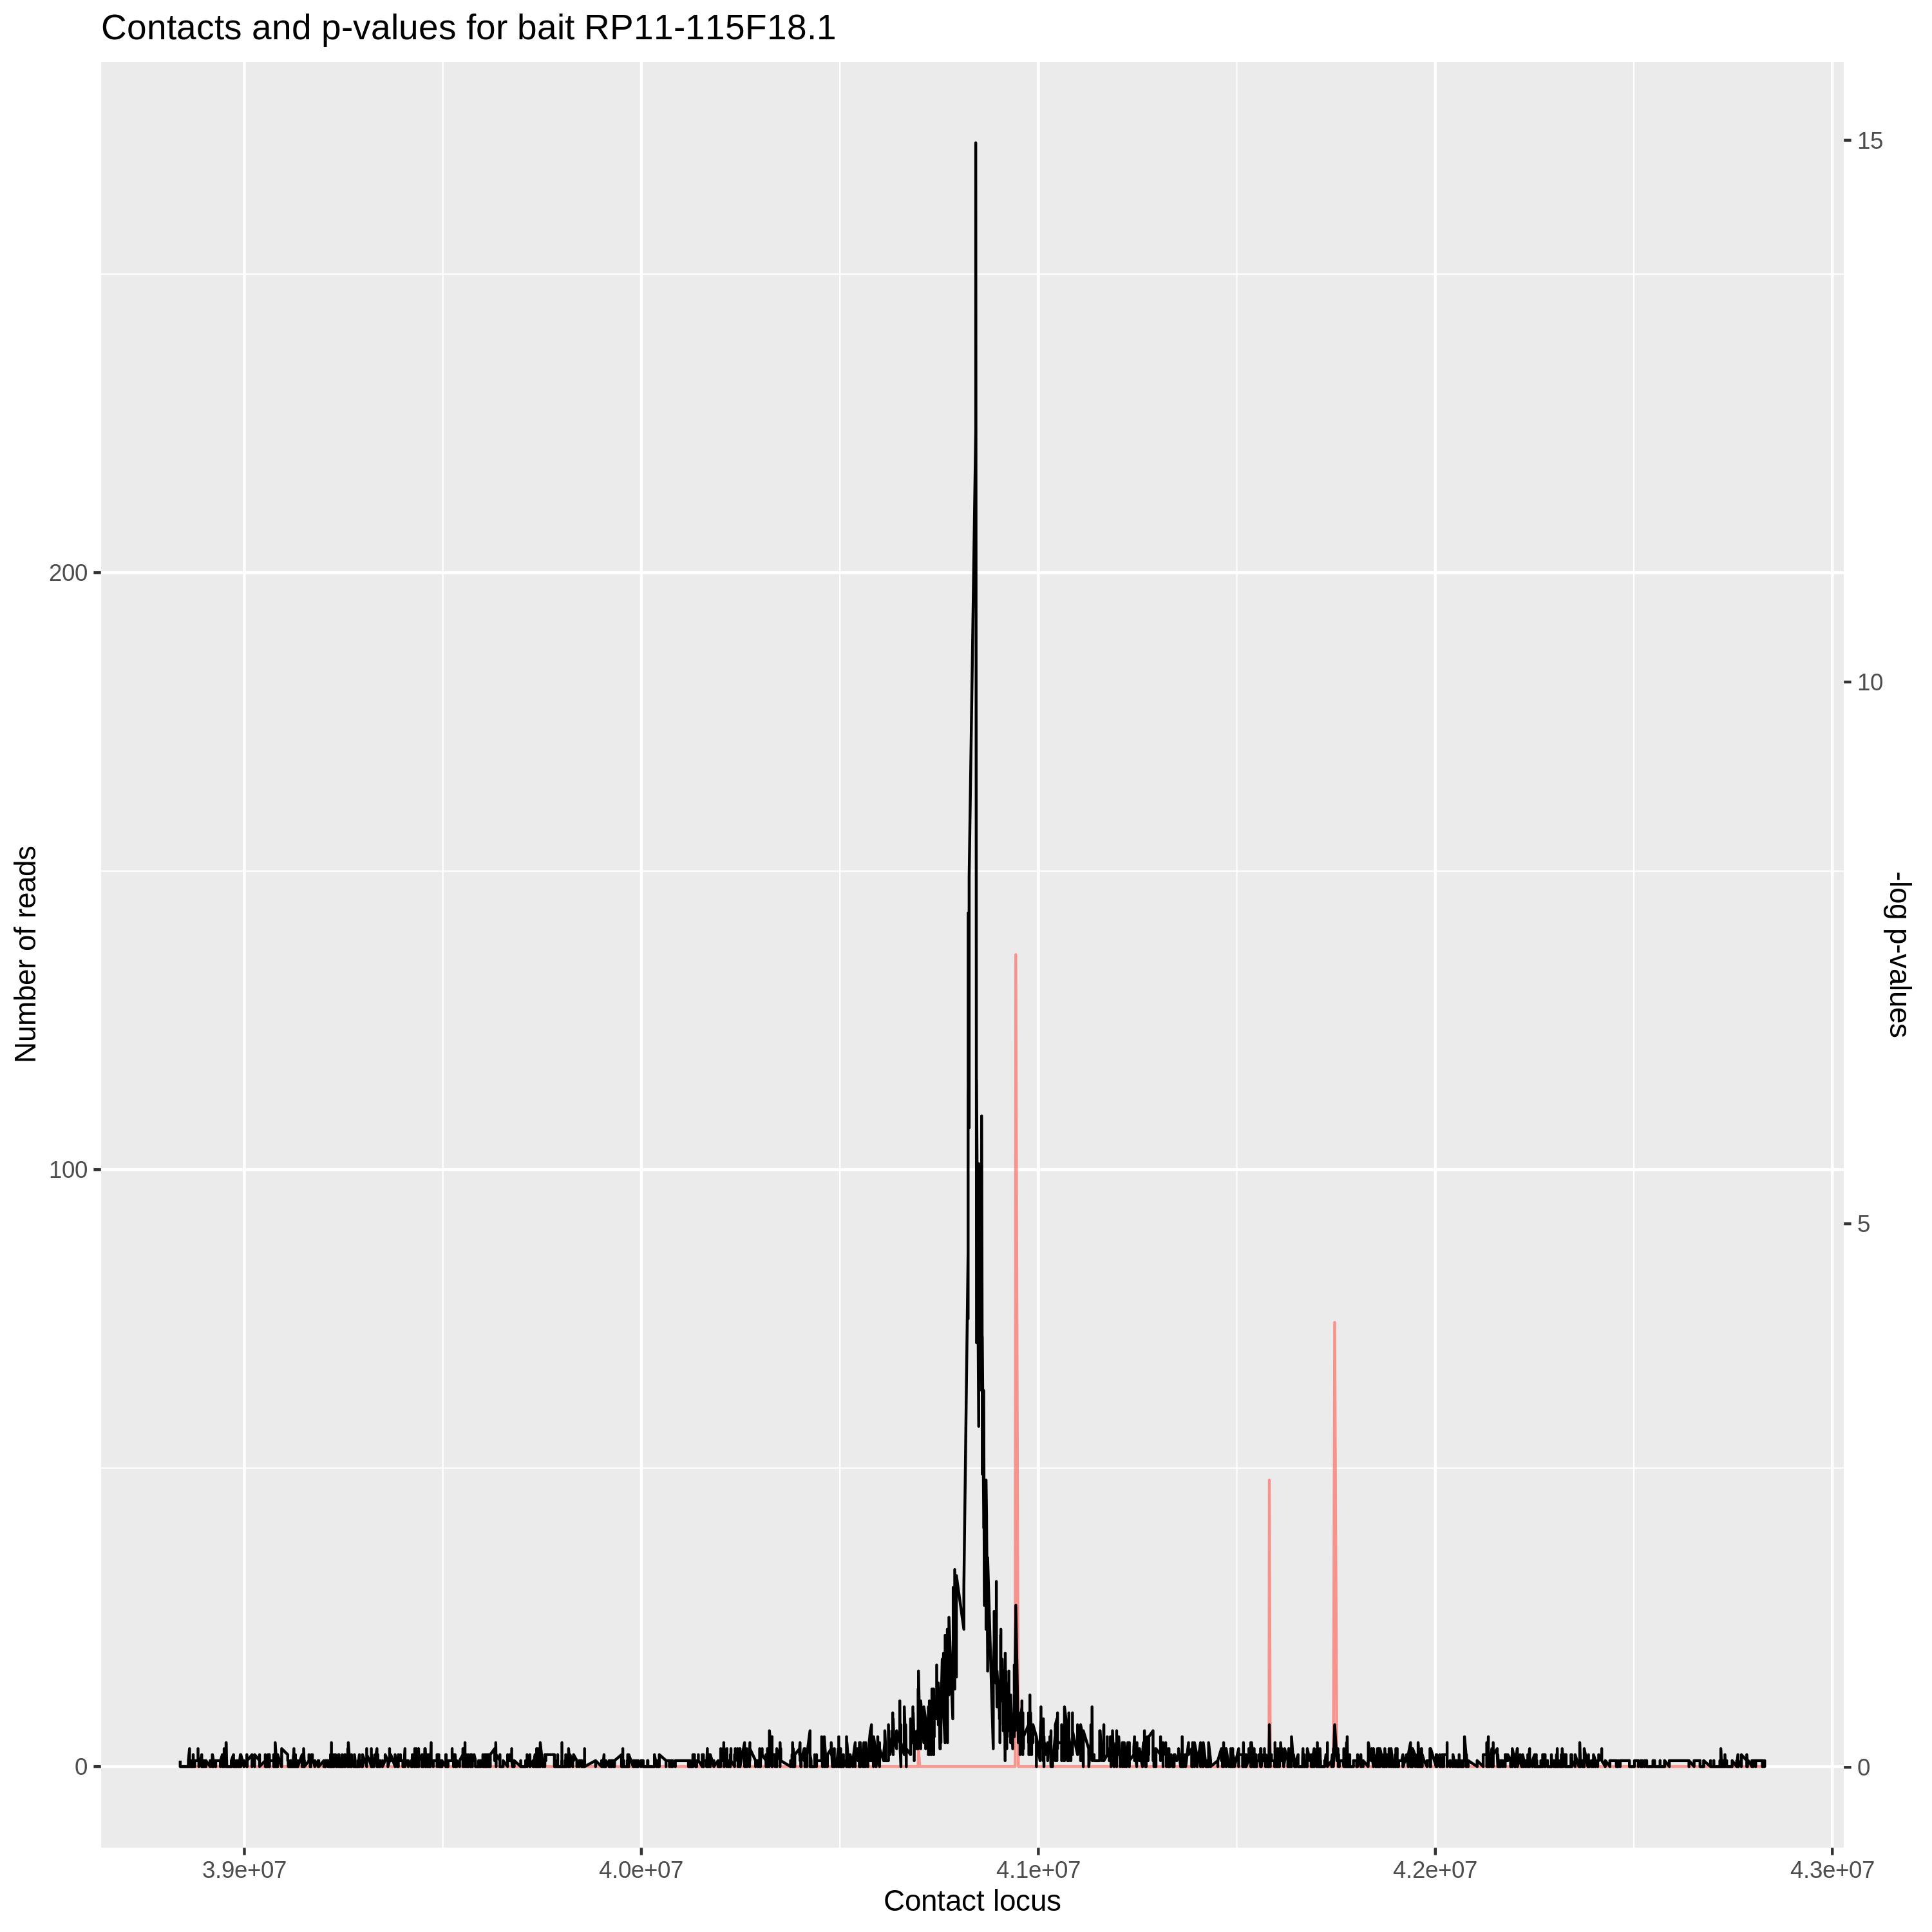 Contacts and p-values for bait RP11-115F18.1
Number of reads
200
100
0
15
10
5
0
-log p-values
3.9e+07
4.0e+07
4.1e+07
4.2e+07
4.3e+07
Contact locus